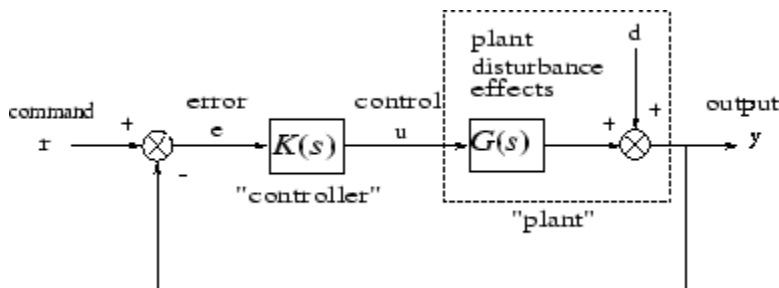 plant
disturbance
effects
d
command
r
+
-
error
e
K(s)
"controller"
control
u
G(s)
+
+
"plant"
output
y